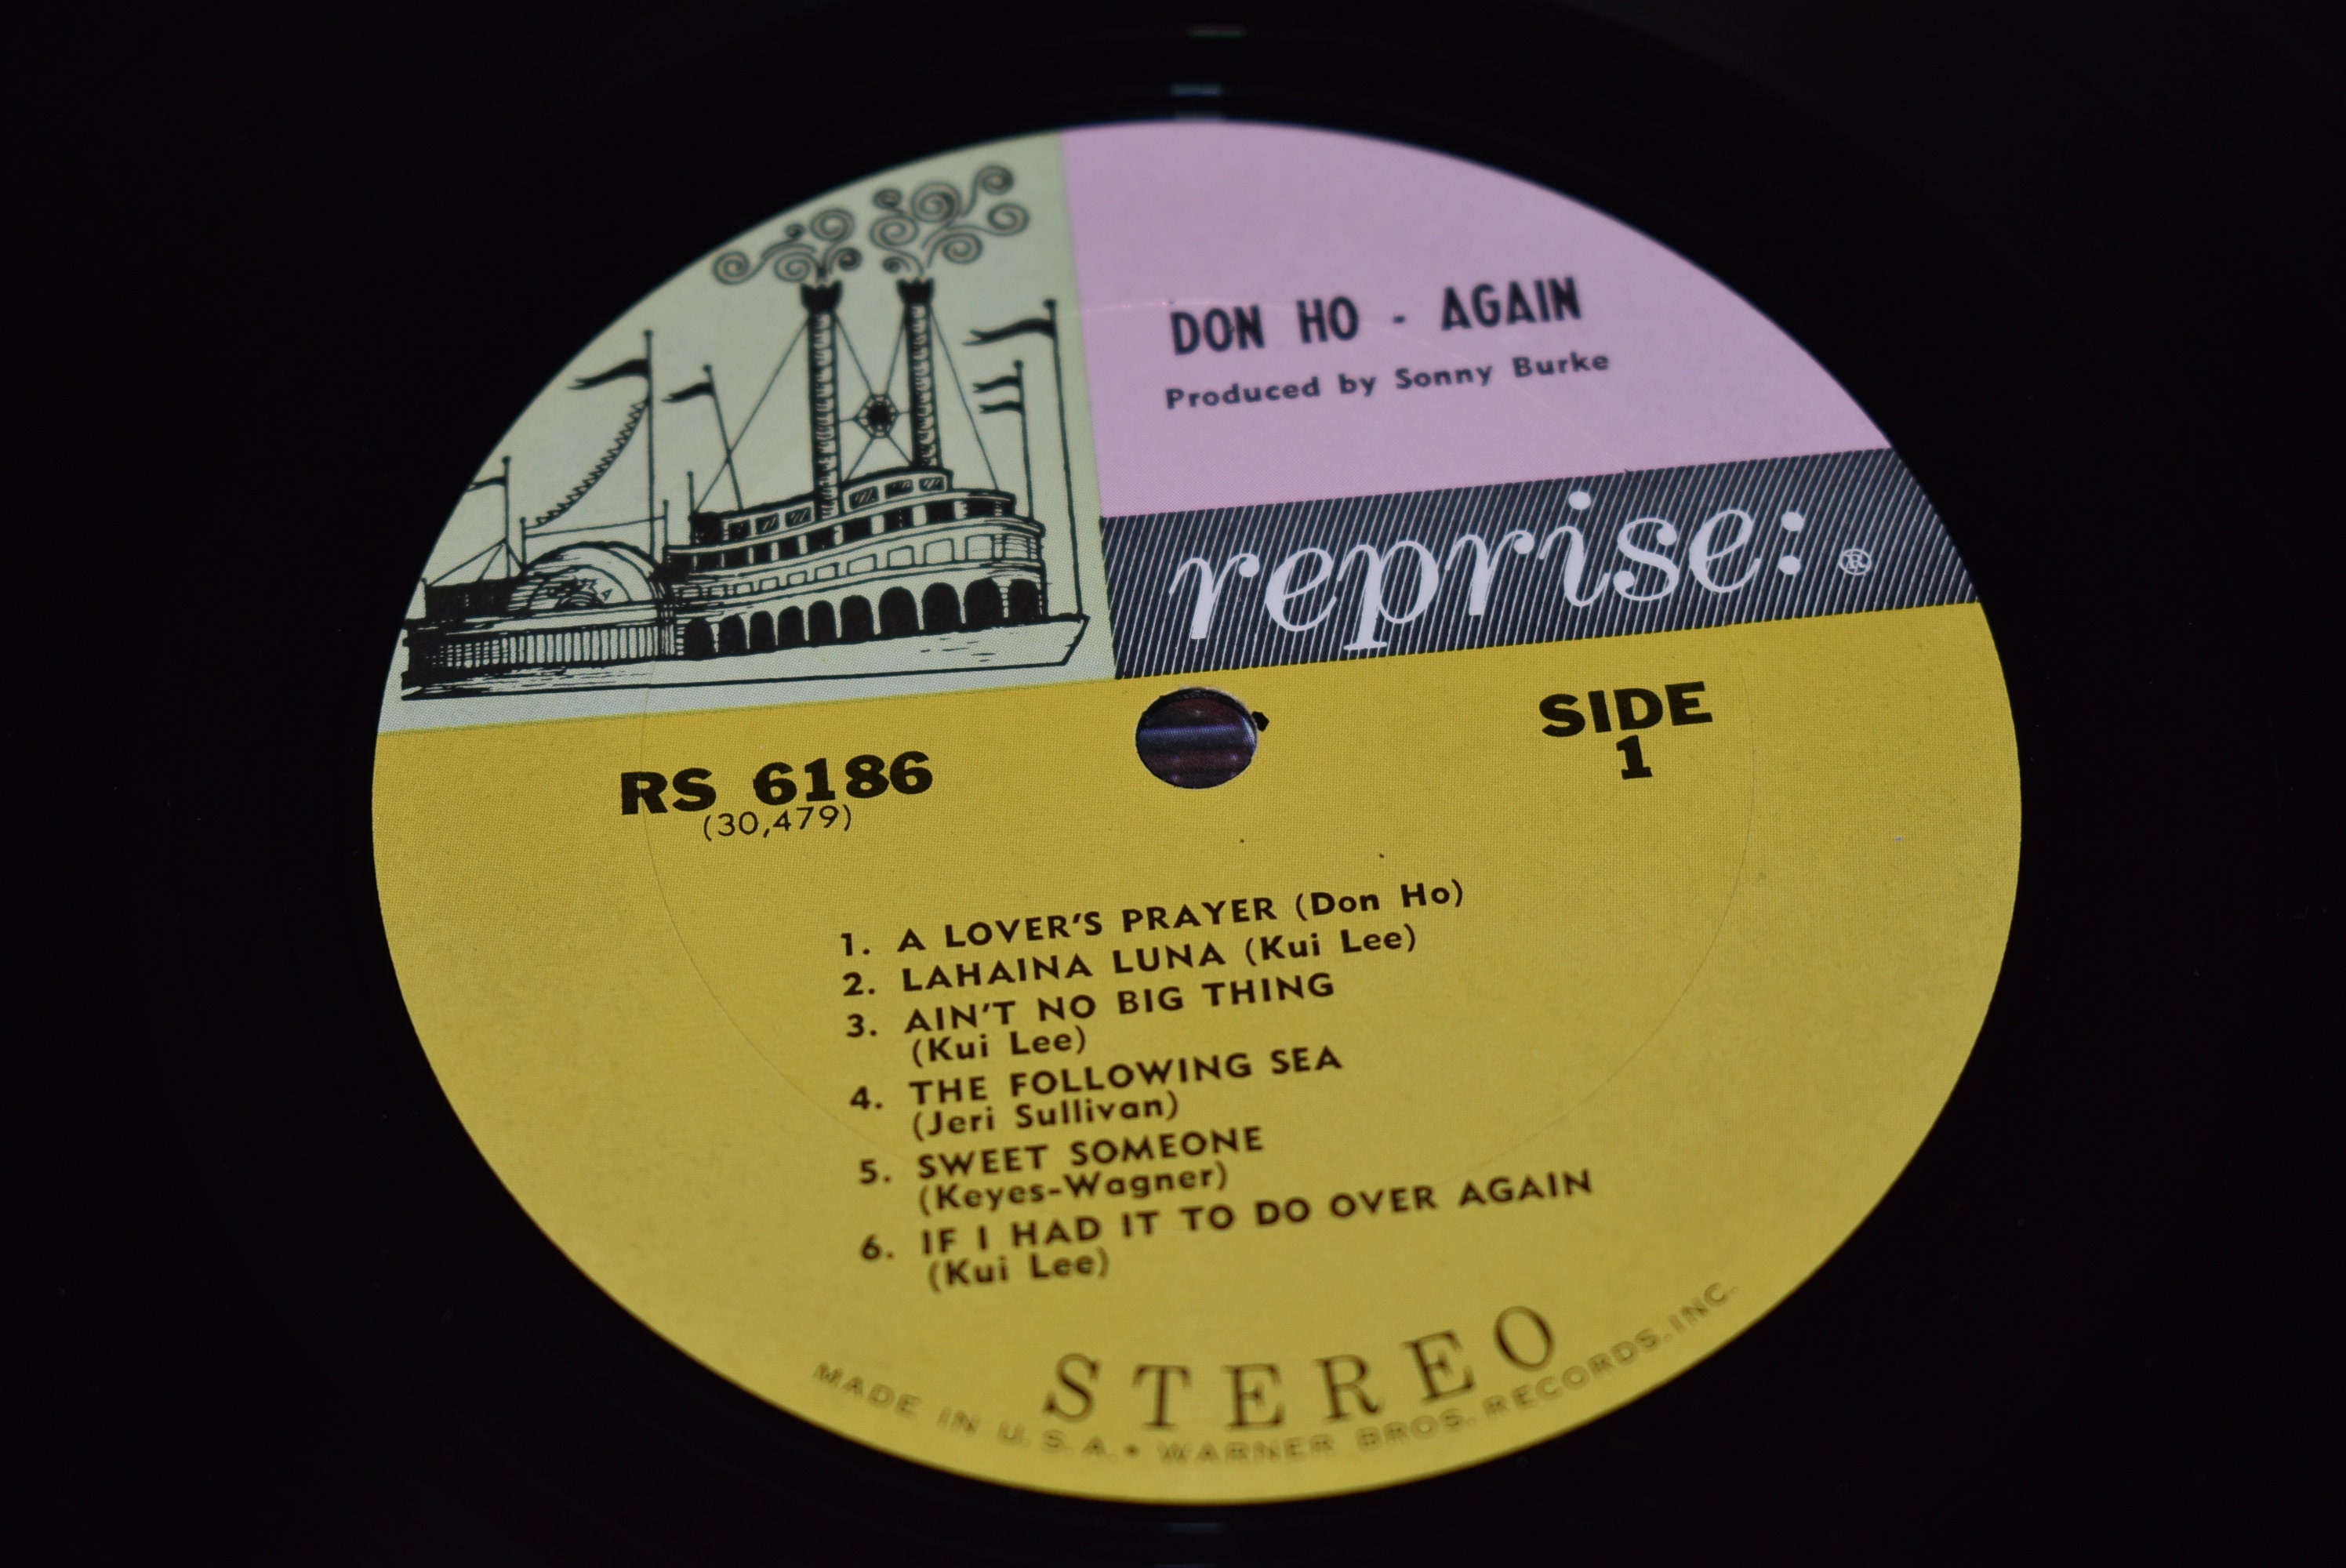 DON HO - AGAIN
Produced by Sonny Burke
reprise: ®
SIDE
1
RS 6186
(30,479)
1. A LOVER'S PRAYER (Don Ho)
2. LAHAINA LUNA (Kui Lee)
3. AIN'T NO BIG THING
(Kui Lee)
4. THE FOLLOWING SEA
(Jeri Sullivan)
5. SWEET SOMEONE
(Keyes-Wagner)
6. IF I HAD IT TO DO OVER AGAIN
(Kui Lee)
STEREO
MADE IN U.S.A. • WARNER BROS. RECORDS, INC.